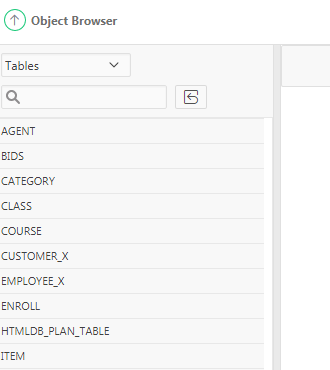 Object Browser
Tables
AGENT
BIDS
CATEGORY
CLASS
COURSE
CUSTOMER_X
EMPLOYEE_X
ENROLL
HTMLDB_PLAN_TABLE
ITEM